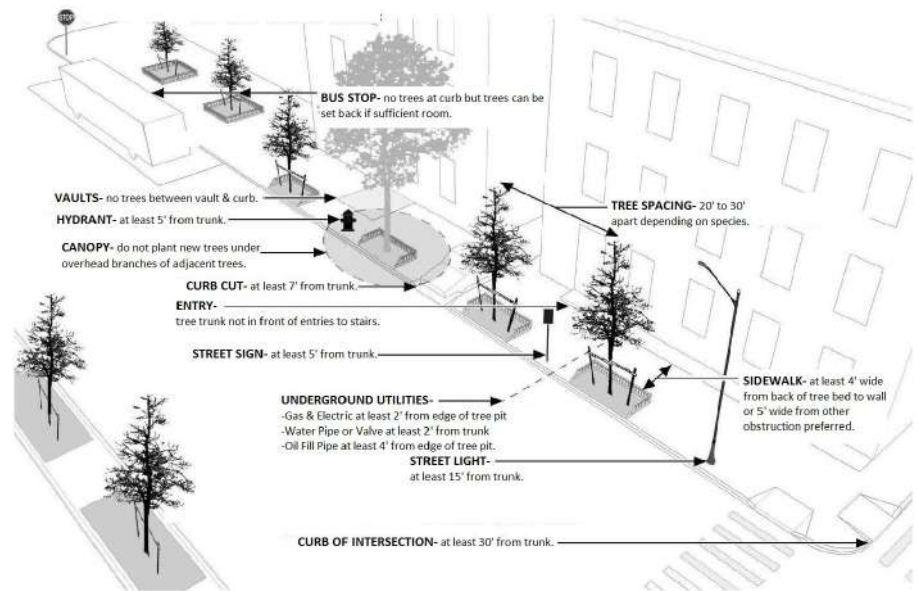 STOP
BUS STOP- no trees at curb but trees can be
set back if sufficient room.
VAULTS- no trees between vault & curb.
HYDRANT- at least 5' from trunk.
CANOPY- do not plant new trees under
overhead branches of adjacent trees.
TREE SPACING- 20' to 30'
apart depending on species.
CURB CUT- at least 7' from trunk.
ENTRY-
tree trunk not in front of entries to stairs.
STREET SIGN- at least 5' from trunk.
SIDEWALK- at least 4' wide
from back of tree bed to wall
or 5' wide from other
obstruction preferred.
UNDERGROUND UTILITIES-
-Gas & Electric at least 2' from edge of tree pit
-Water Pipe or Valve at least 2' from trunk
-Oil Fill Pipe at least 4' from edge of tree pit.
STREET LIGHT-
at least 15' from trunk.
CURB OF INTERSECTION- at least 30' from trunk.